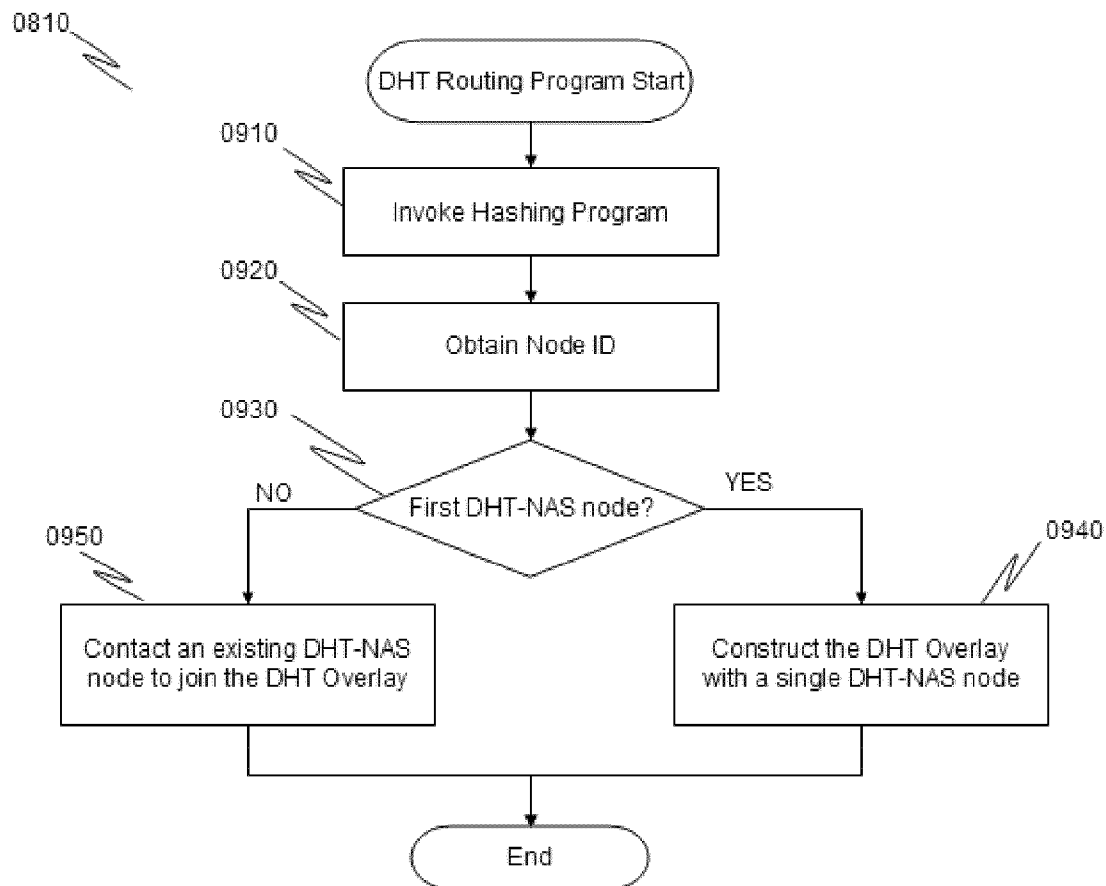 0810
DHT Routing Program Start
0910
Invoke Hashing Program
0920
Obtain Node ID
0930
First DHT-NAS node?
NO
YES
0950
0940
Contact an existing DHT-NAS
node to join the DHT Overlay
Construct the DHT Overlay
with a single DHT-NAS node
End